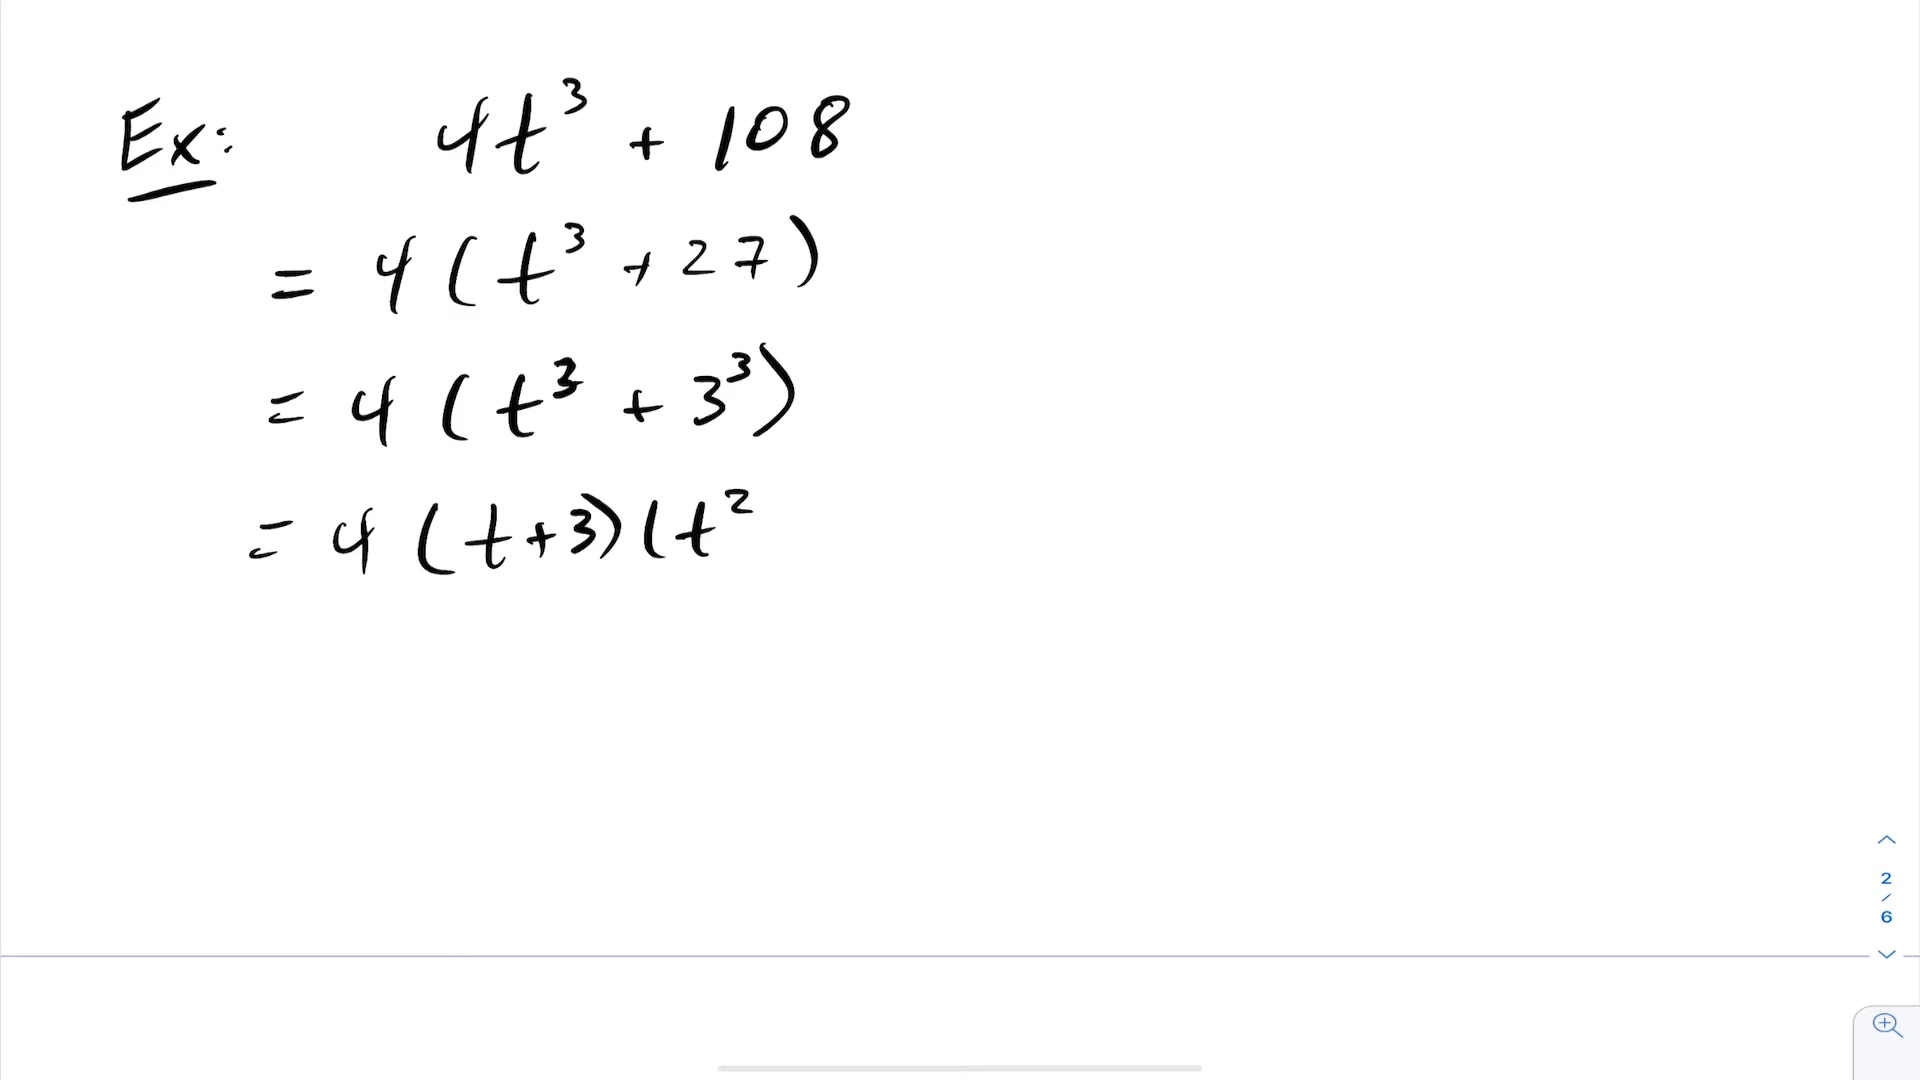 Ex: 4t³ + 108
= 4(t³ + 27)
= 4(t³ + 3³)
= 4(t+3)(t²
2
/
6